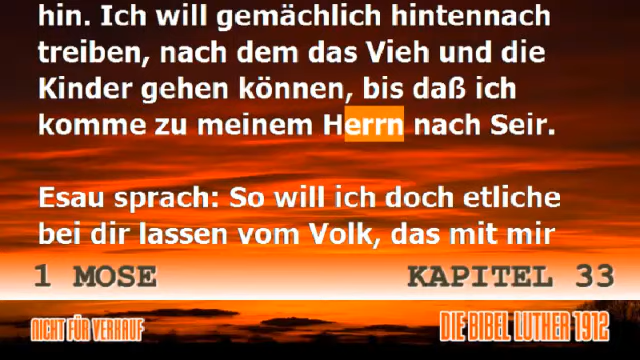 hin. Ich will gemächlich hintennach
treiben, nach dem das Vieh und die
Kinder gehen können, bis daß ich
komme zu meinem Herrn nach Seir.
Esau sprach: So will ich doch etliche
bei dir lassen vom Volk, das mit mir
1 MOSE KAPITEL 33
NICHT FÜR VERKAUF DIE BIBEL LUTHER 1912